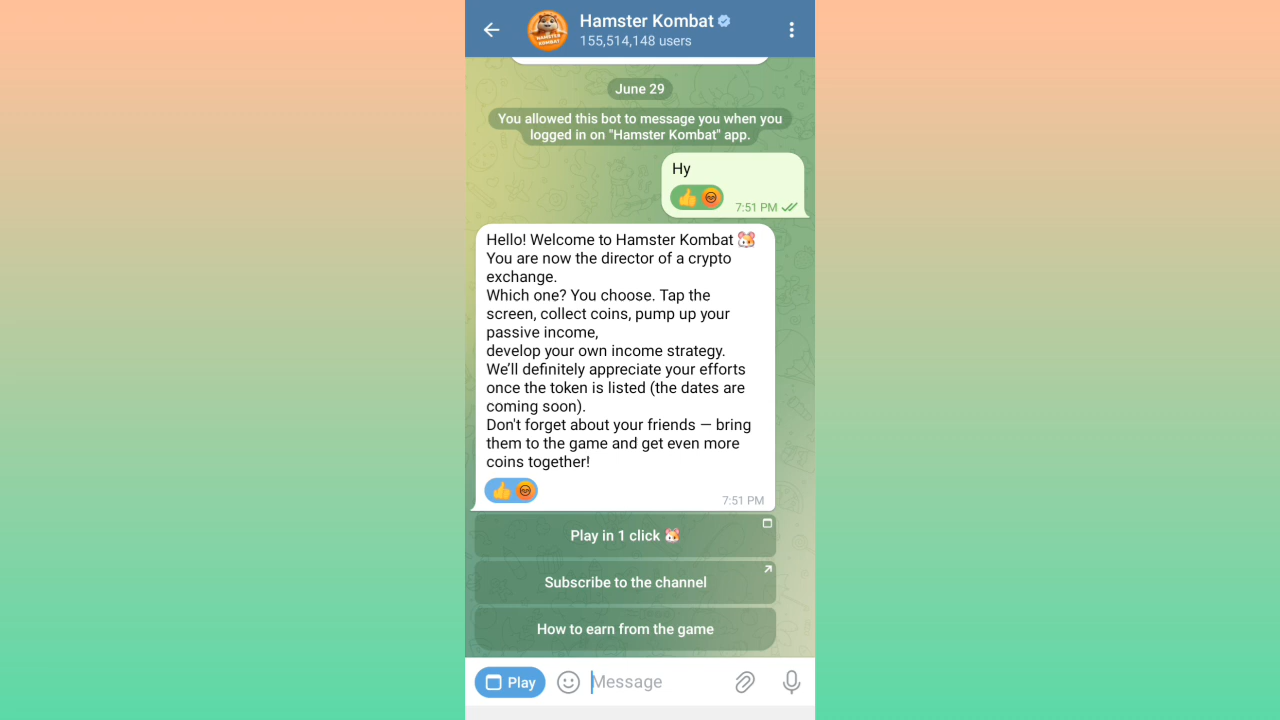 Hamster Kombat
155,514,148 users
HAMSTER
KOMBAT
June 29
You allowed this bot to message you when you
logged in on "Hamster Kombat" app.
Hy
7:51 PM
Hello! Welcome to Hamster Kombat 🐹
You are now the director of a crypto
exchange.
Which one? You choose. Tap the
screen, collect coins, pump up your
passive income,
develop your own income strategy.
We’ll definitely appreciate your efforts
once the token is listed (the dates are
coming soon).
Don't forget about your friends — bring
them to the game and get even more
coins together!
7:51 PM
Play in 1 click 🐹
Subscribe to the channel
How to earn from the game
Play
Message